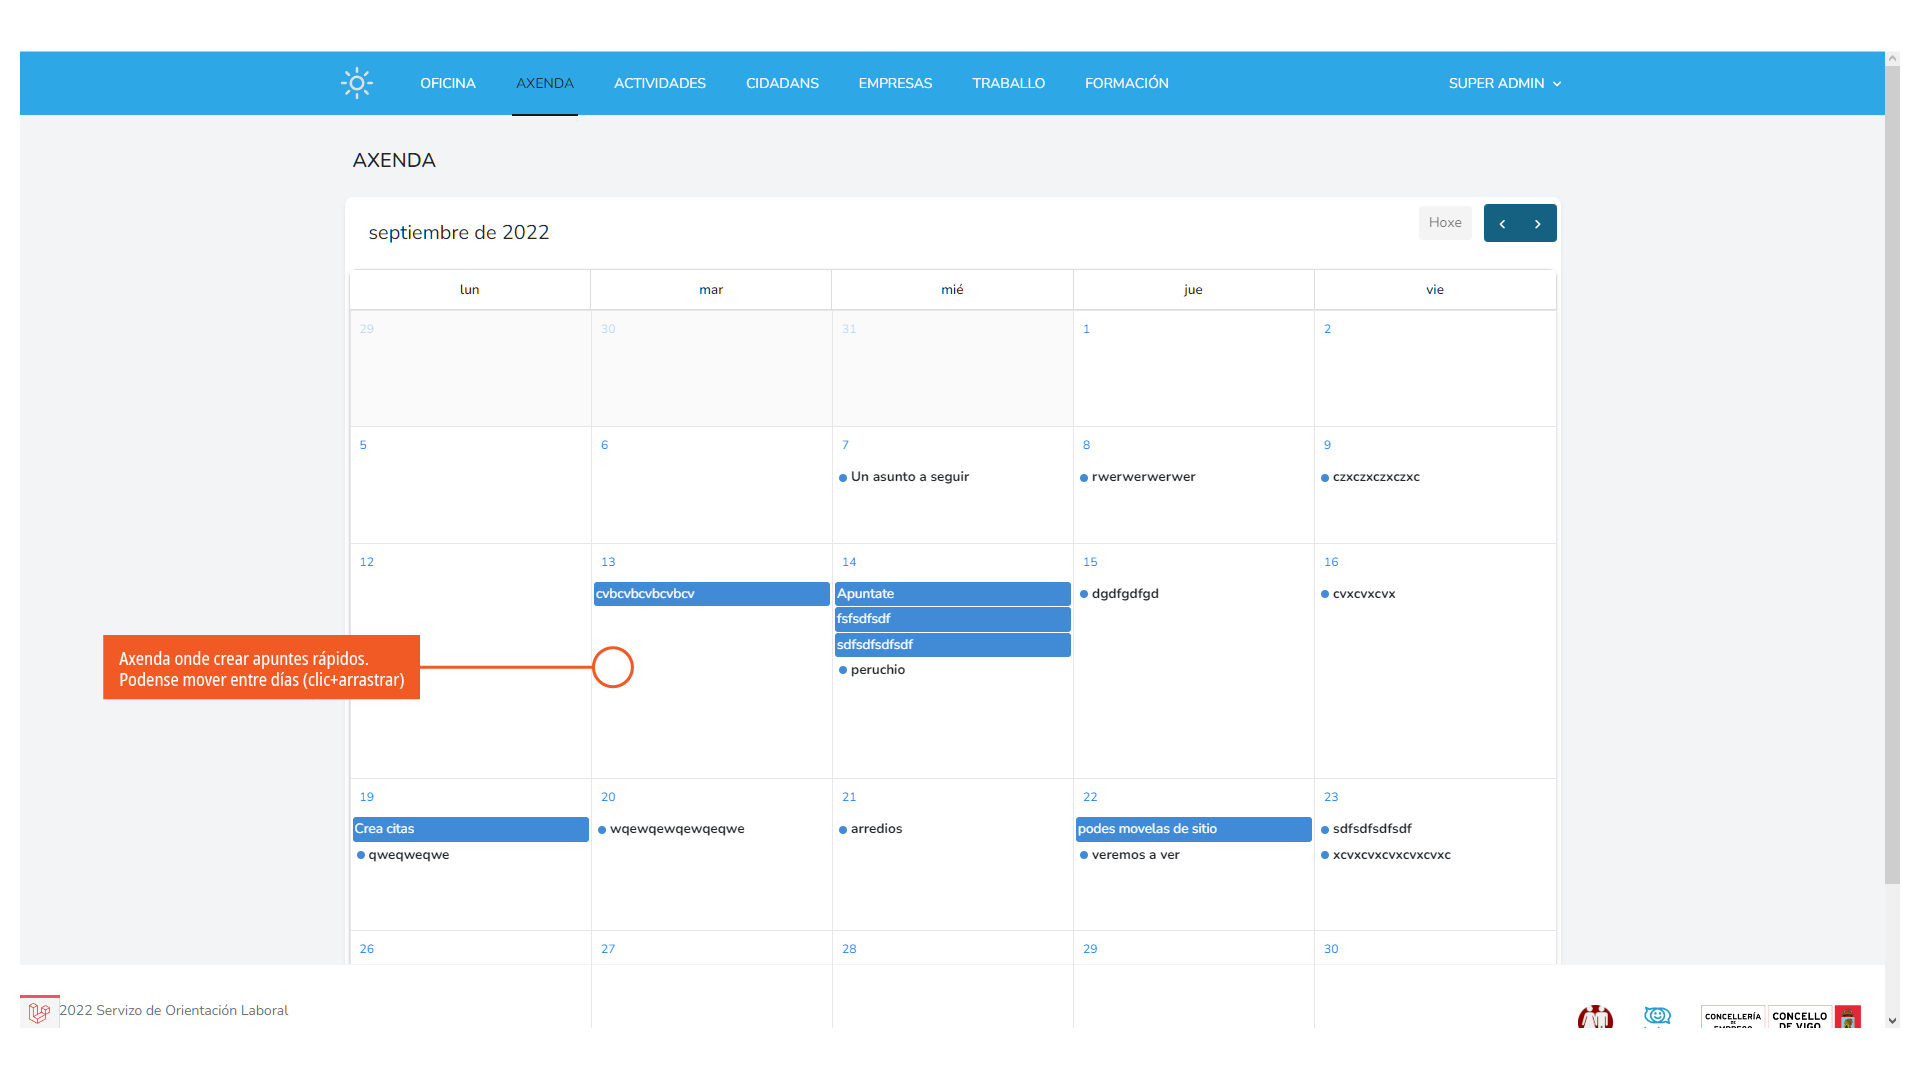 OFICINA AXENDA ACTIVIDADES CIDADANS EMPRESAS TRABALLO FORMACIÓN SUPER ADMIN
AXENDA
septiembre de 2022 Hoxe
lun mar mié jue vie
29 30 31 1 2
5 6 7 8 9
Un asunto a seguir rwerwerwerwer czxczxczxczxc
12 13 14 15 16
cvbcvbcvbcvbcv Apuntate dgdfgdfgd cvxcvxcvx
fsfsdfsdf
sdfsdfsdfsdf
peruchio
Axenda onde crear apuntes rápidos.
Podense mover entre días (clic+arrastrar)
19 20 21 22 23
Crea citas wqewqewqewqeqwe arredios podes movelas de sitio sdfsdfsdfsdf
qweqweqwe veremos a ver xcvxcvxcvxcvxcvxc
26 27 28 29 30
2022 Servizo de Orientación Laboral
CONCELLERÍA
DE
EMPREGO
CONCELLO
DE VIGO